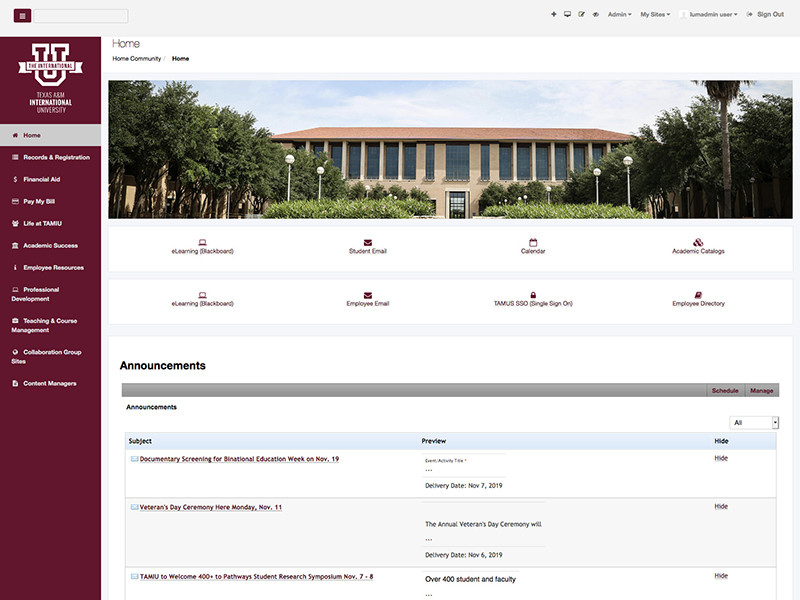 Admin
My Sites
lumadmin user
Sign Out
THE INTERNATIONAL
U
TEXAS A&M
INTERNATIONAL
UNIVERSITY
Home
Records & Registration
Financial Aid
Pay My Bill
Life at TAMIU
Academic Success
Employee Resources
Professional
Development
Teaching & Course
Management
Collaboration Group
Sites
Content Managers
Home
Home Community / Home
eLearning (Blackboard)
Student Email
Calendar
Academic Catalogs
eLearning (Blackboard)
Employee Email
TAMUS SSO (Single Sign On)
Employee Directory
Announcements
Schedule
Manage
Announcements
All
Subject
Preview
Hide
Documentary Screening for Binational Education Week on Nov. 19
Event/Activity Title *
...
Delivery Date: Nov 7, 2019
Hide
Veteran's Day Ceremony Here Monday, Nov. 11
The Annual Veteran's Day Ceremony will
...
Delivery Date: Nov 6, 2019
Hide
TAMIU to Welcome 400+ to Pathways Student Research Symposium Nov. 7 - 8
Over 400 student and faculty
...
Hide